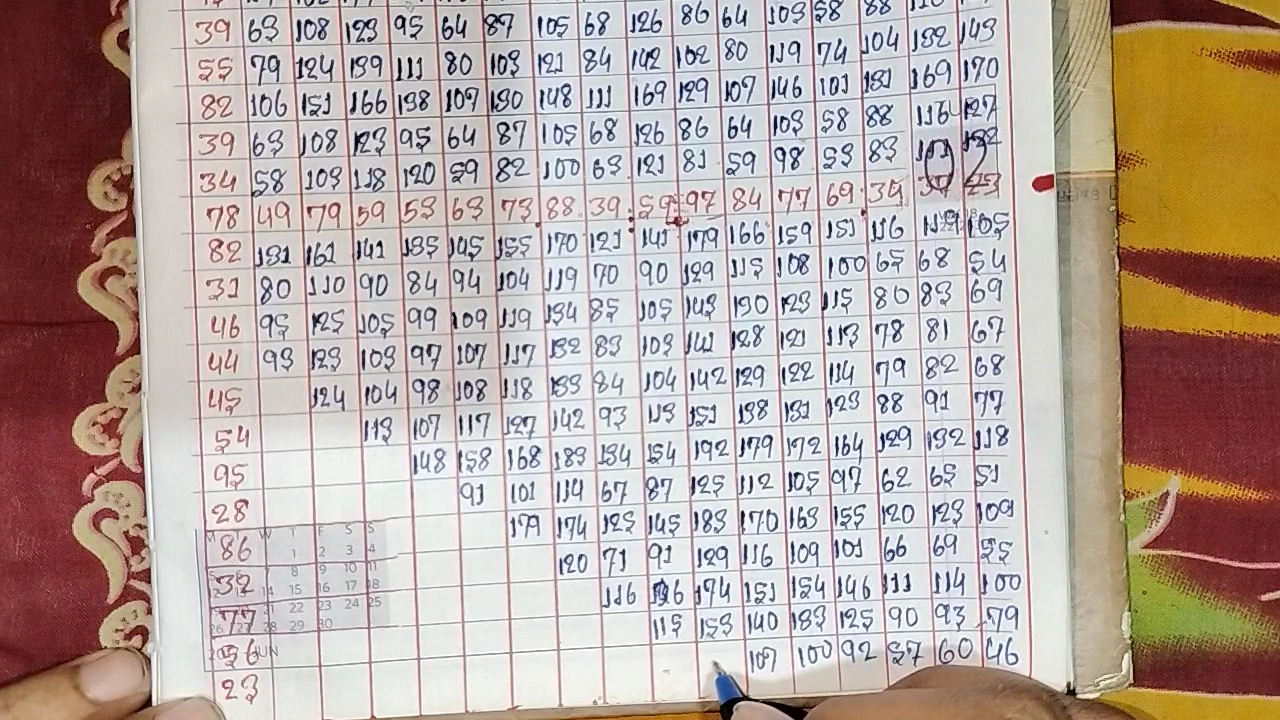 39 63 108 123 95 64 87 105 68 126 86 64 103 58 88
55 79 124 139 111 80 103 121 84 142 102 80 119 74 104 132 143
82 106 151 166 138 107 130 148 111 169 129 107 146 101 131 169 170
39 63 108 123 95 64 87 105 68 126 86 64 103 58 88 116 127
34 58 103 118 120 59 82 100 63 121 81 59 98 53 83
78 49 79 59 53 63 73 88 39 59 97 84 77 69 34
82 131 161 141 135 145 155 170 121 141 179 166 159 151 116 119 105
31 80 110 90 84 94 104 119 70 90 129 115 108 100 65 68 54
46 95 125 105 99 109 119 134 85 105 143 130 123 115 80 83 69
44 93 123 103 97 107 117 132 83 103 141 128 121 113 78 81 67
45 124 104 98 108 118 133 84 104 142 129 122 114 79 82 68
54 113 107 117 127 142 93 113 151 138 131 123 88 91 77
95 148 158 168 183 134 154 192 179 172 164 129 132 118
28 91 101 114 67 87 125 112 105 97 62 65 51
86 179 174 123 145 183 170 163 155 120 123 109
32 120 71 91 129 116 109 101 66 69 55
77 116 174 151 154 146 111 114 100
56 115 153 140 183 125 90 93 79
23 107 100 92 57 60 46